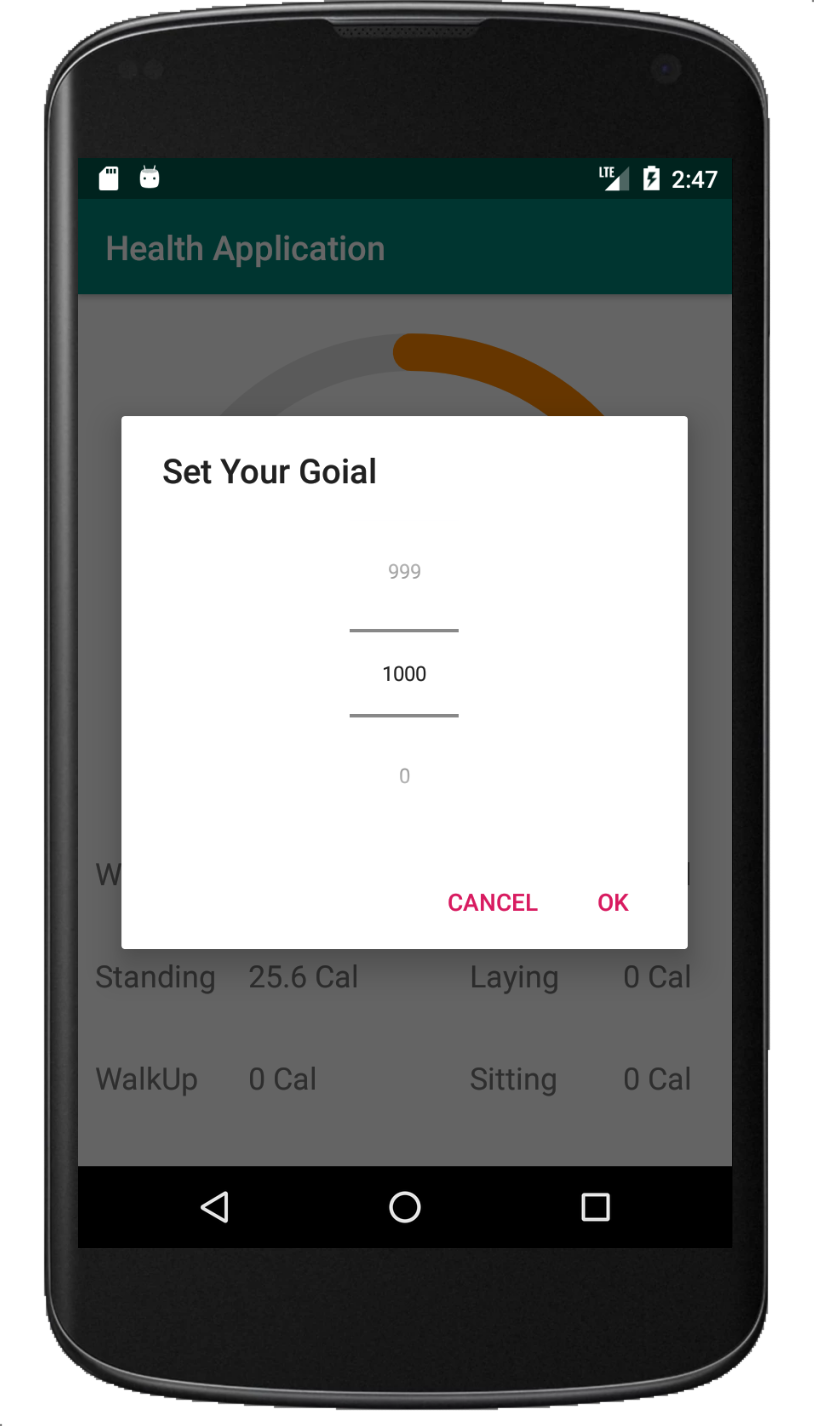 LTE 2:47
Health Application
Set Your Goial
999
1000
0
CANCEL OK
Standing 25.6 Cal Laying 0 Cal
WalkUp 0 Cal Sitting 0 Cal